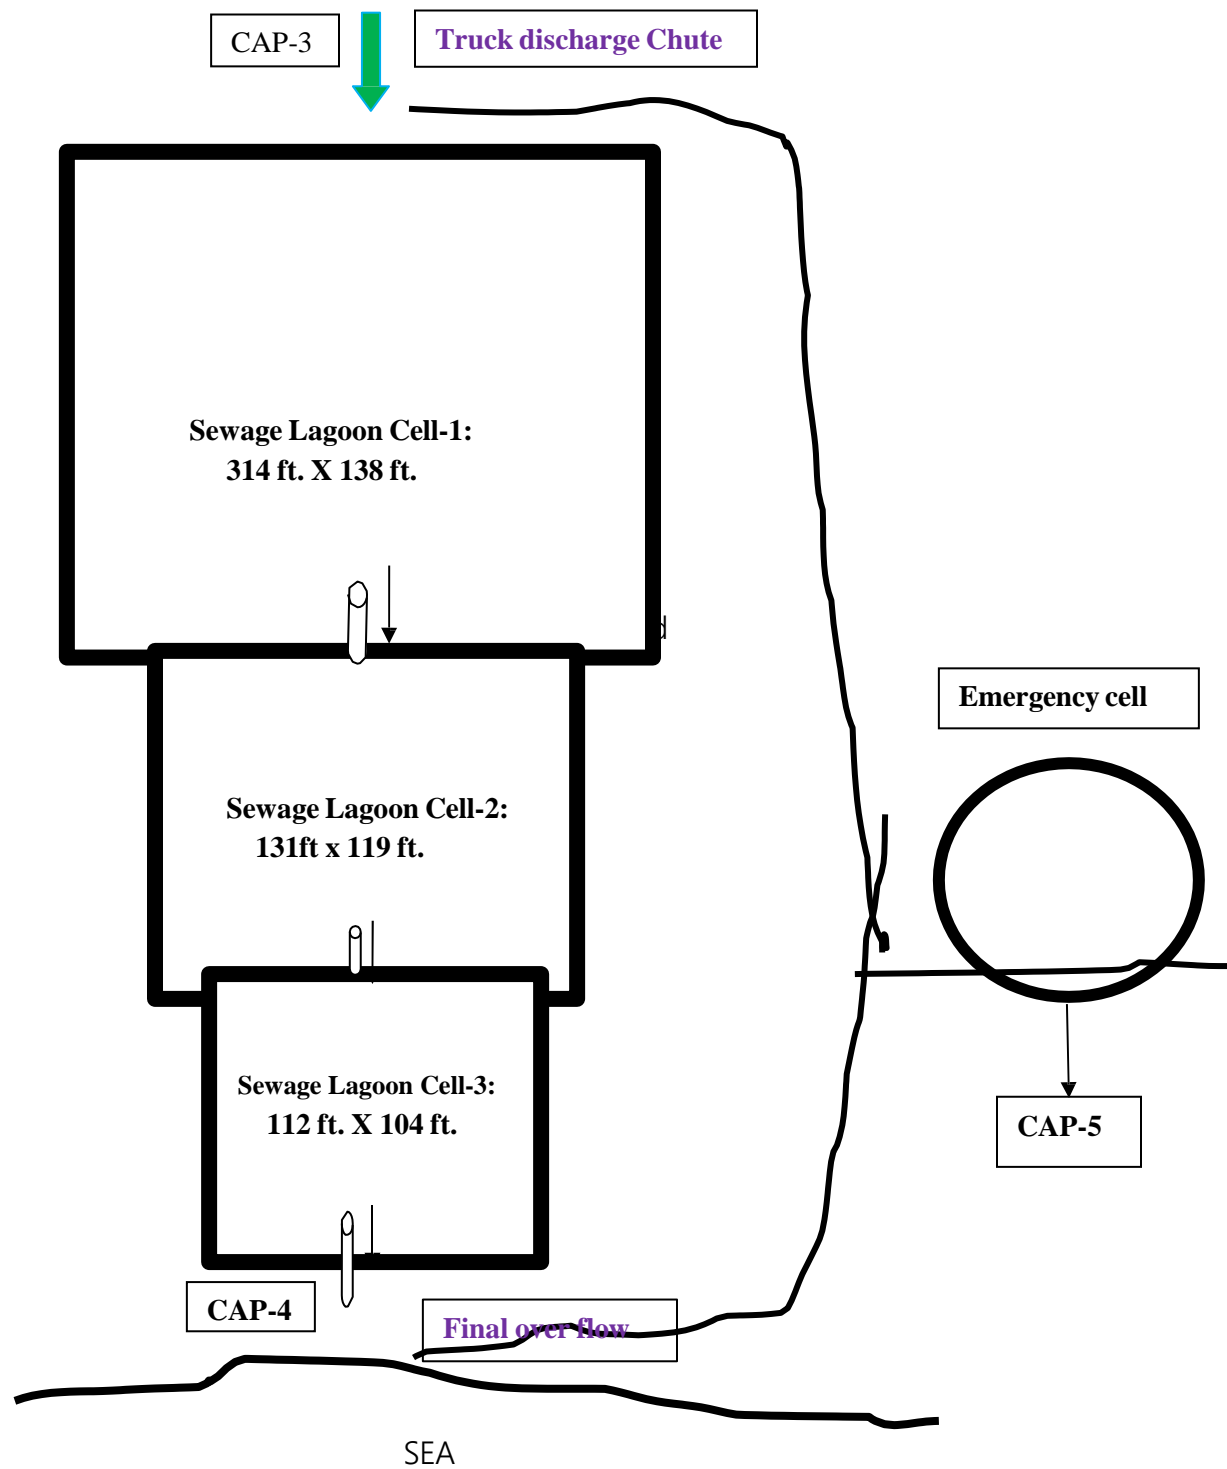 CAP-3
Truck discharge Chute
Sewage Lagoon Cell-1:
314 ft. X 138 ft.
d
Emergency cell
Sewage Lagoon Cell-2:
131ft x 119 ft.
Sewage Lagoon Cell-3:
112 ft. X 104 ft.
CAP-5
CAP-4
Final over flow
SEA